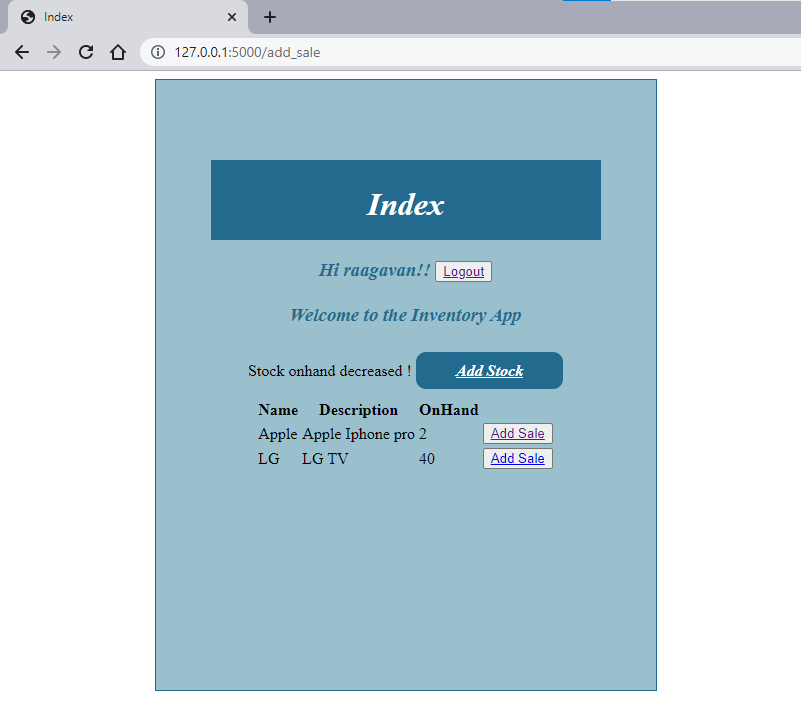 Index
127.0.0.1:5000/add_sale
Index
Hi raagavan!! Logout
Welcome to the Inventory App
Stock onhand decreased ! Add Stock
Name Description OnHand
Apple Apple Iphone pro 2 Add Sale
LG LG TV 40 Add Sale